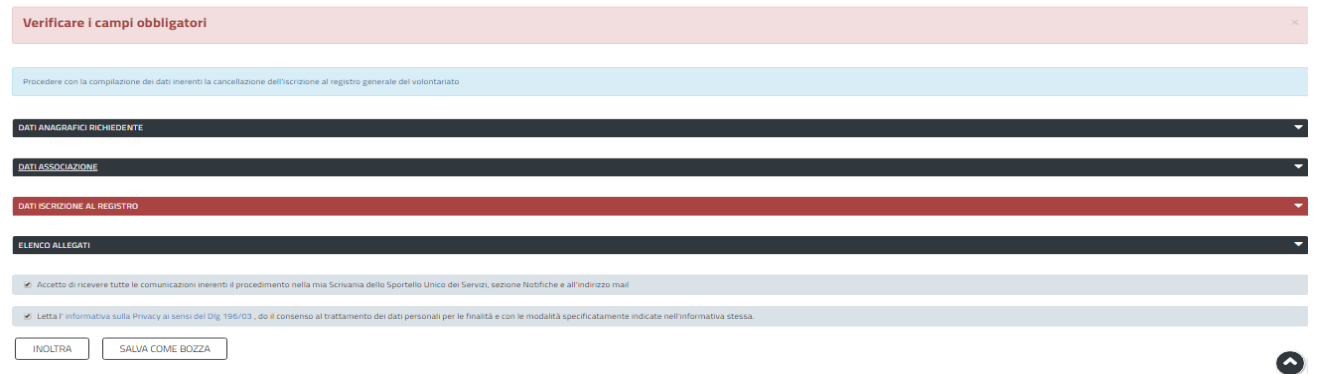 Verificare i campi obbligatori
×
Procedere con la compilazione dei dati inerenti la cancellazione dell'iscrizione al registro generale del volontariato
DATI ANAGRAFICI RICHIEDENTE
DATI ASSOCIAZIONE
DATI ISCRIZIONE AL REGISTRO
ELENCO ALLEGATI
Accetto di ricevere tutte le comunicazioni inerenti il procedimento nella mia Scrivania dello Sportello Unico dei Servizi, sezione Notifiche e all'indirizzo mail
Letta l' informativa sulla Privacy ai sensi del Dlg 196/03 , do il consenso al trattamento dei dati personali per le finalità e con le modalità specificatamente indicate nell'informativa stessa.
INOLTRA SALVA COME BOZZA